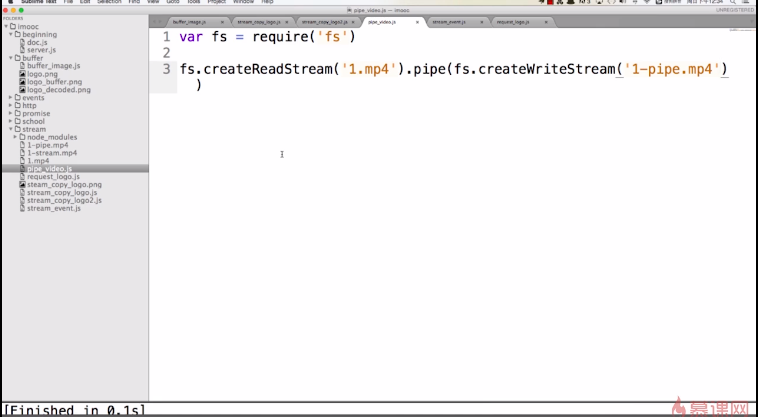 Sublime Text File Edit Selection Find View Goto Tools Project Window Help
pipe_video.js — imooc
UNREGISTERED
FOLDERS
imooc
beginning
doc.js
server.js
buffer
buffer_image.js
logo.png
logo_buffer.png
logo_decoded.png
events
http
promise
school
stream
node_modules
1-pipe.mp4
1-stream.mp4
1.mp4
pipe_video.js
request_logo.js
steam_copy_logo.png
stream_copy_logo.js
stream_copy_logo2.js
stream_event.js
buffer_image.js stream_copy_logo.js stream_copy_logo2.js pipe_video.js stream_event.js request_logo.js
1 var fs = require('fs')
2
3 fs.createReadStream('1.mp4').pipe(fs.createWriteStream('1-pipe.mp4')
)
[Finished in 0.1s]
慕课网